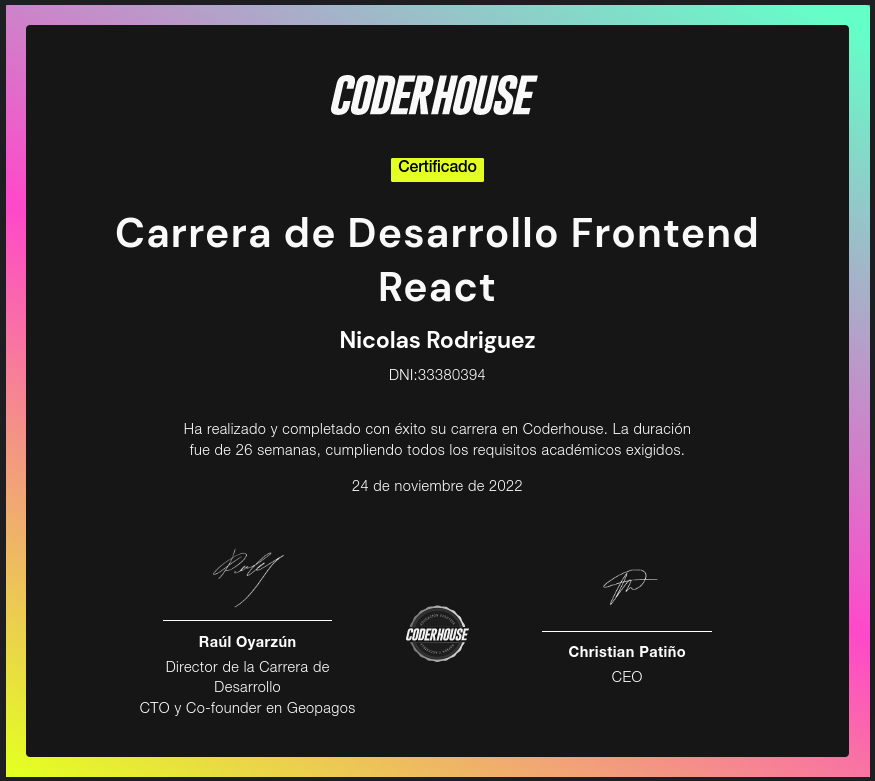 CODERHOUSE
Certificado
Carrera de Desarrollo Frontend
React
Nicolas Rodriguez
DNI:33380394
Ha realizado y completado con éxito su carrera en Coderhouse. La duración
fue de 26 semanas, cumpliendo todos los requisitos académicos exigidos.
24 de noviembre de 2022
Raúl Oyarzún
Director de la Carrera de
Desarrollo
CTO y Co-founder en Geopagos
CODERHOUSE
Christian Patiño
CEO